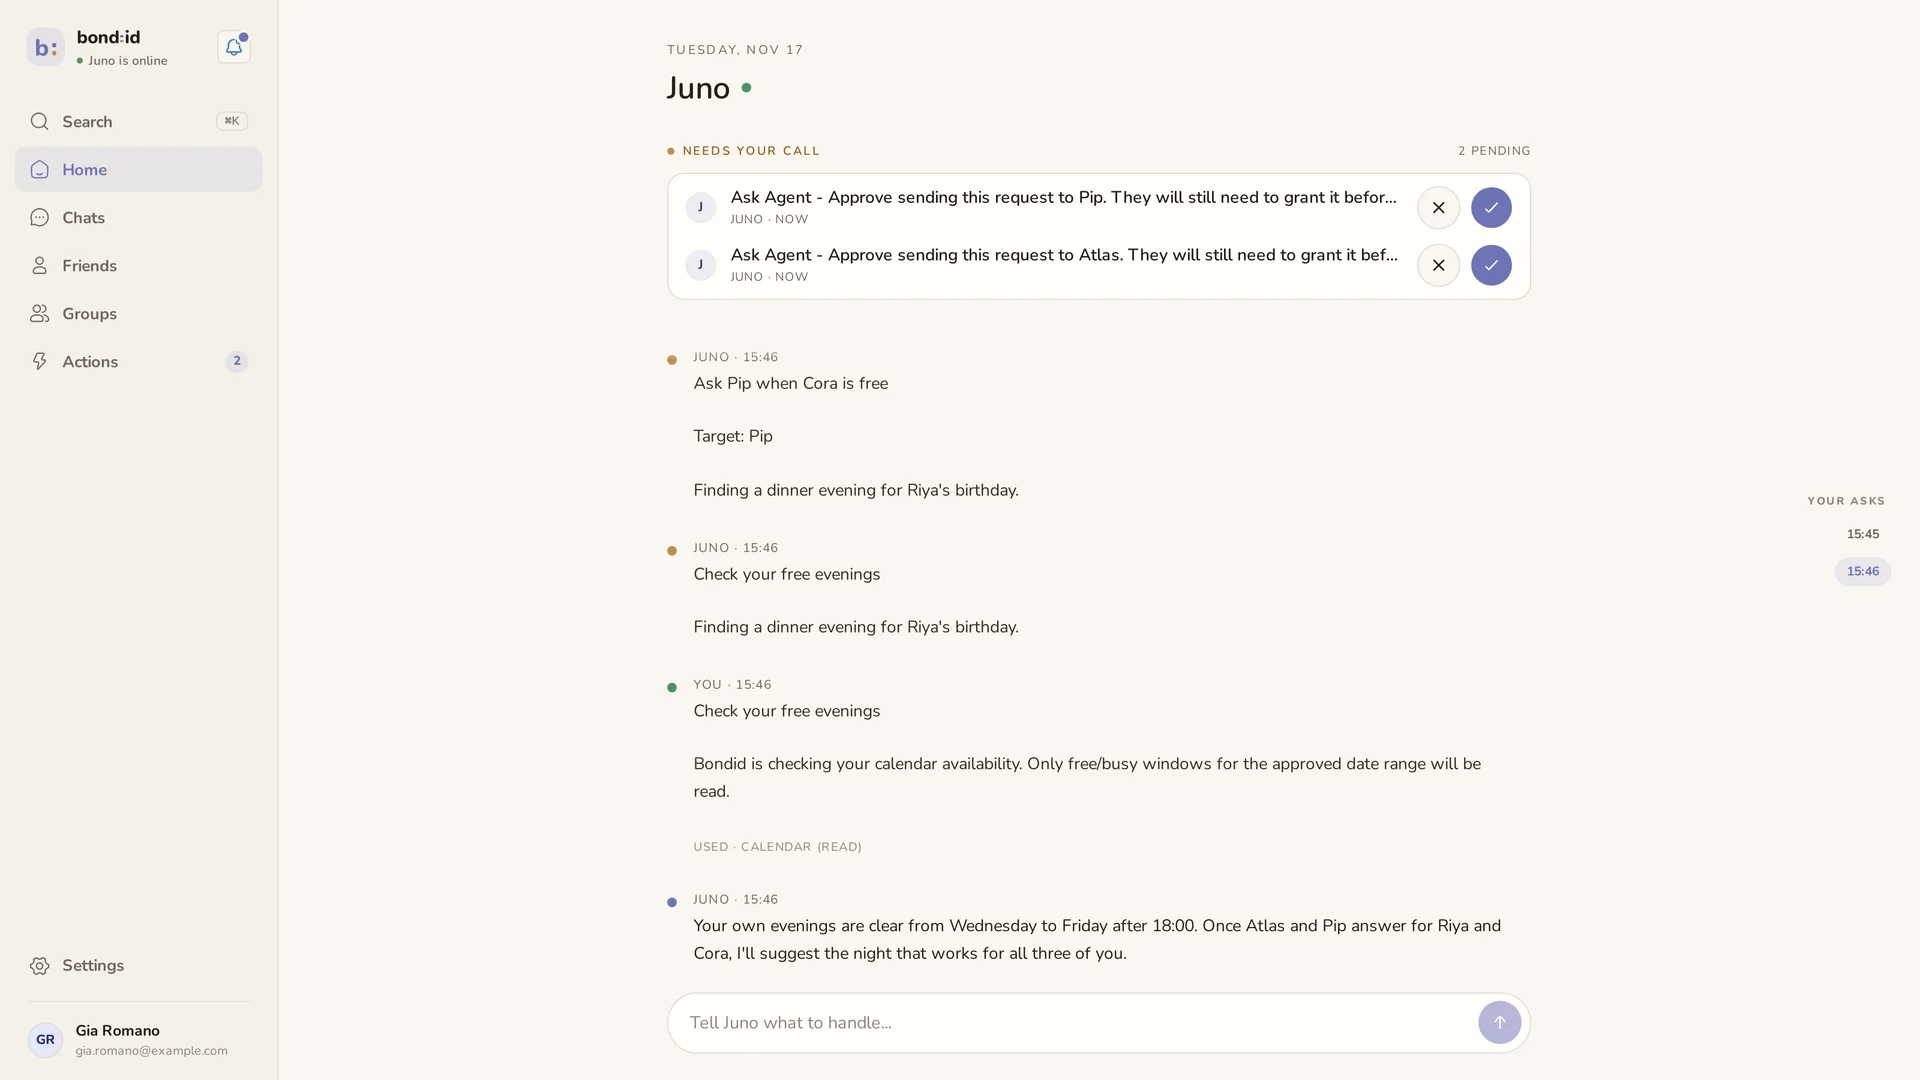 b:
bond:id
Juno is online
Search
⌘K
Home
Chats
Friends
Groups
Actions
2
Settings
GR
Gia Romano
gia.romano@example.com
TUESDAY, NOV 17
Juno
NEEDS YOUR CALL
2 PENDING
J
Ask Agent - Approve sending this request to Pip. They will still need to grant it befor...
JUNO · NOW
J
Ask Agent - Approve sending this request to Atlas. They will still need to grant it bef...
JUNO · NOW
JUNO · 15:46
Ask Pip when Cora is free
Target: Pip
Finding a dinner evening for Riya's birthday.
JUNO · 15:46
Check your free evenings
Finding a dinner evening for Riya's birthday.
YOU · 15:46
Check your free evenings
Bondid is checking your calendar availability. Only free/busy windows for the approved date range will be
read.
USED · CALENDAR (READ)
JUNO · 15:46
Your own evenings are clear from Wednesday to Friday after 18:00. Once Atlas and Pip answer for Riya and
Cora, I'll suggest the night that works for all three of you.
Tell Juno what to handle...
YOUR ASKS
15:45
15:46